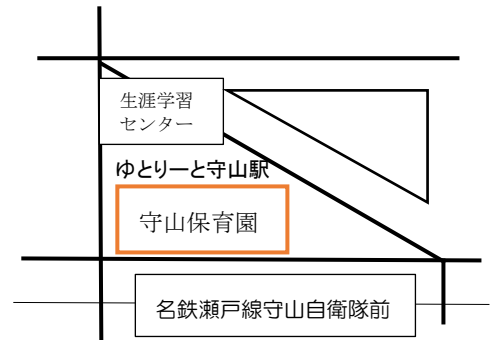 生涯学習
センター
ゆとりーと守山駅
守山保育園
名鉄瀬戸線守山自衛隊前